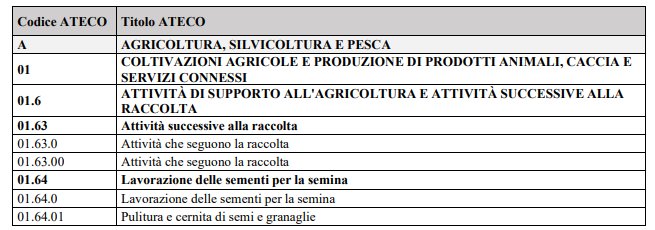 Codice ATECO Titolo ATECO
A AGRICOLTURA, SILVICOLTURA E PESCA
01 COLTIVAZIONI AGRICOLE E PRODUZIONE DI PRODOTTI ANIMALI, CACCIA E
SERVIZI CONNESSI
01.6 ATTIVITÀ DI SUPPORTO ALL'AGRICOLTURA E ATTIVITÀ SUCCESSIVE ALLA
RACCOLTA
01.63 Attività successive alla raccolta
01.63.0 Attività che seguono la raccolta
01.63.00 Attività che seguono la raccolta
01.64 Lavorazione delle sementi per la semina
01.64.0 Lavorazione delle sementi per la semina
01.64.01 Pulitura e cernita di semi e granaglie